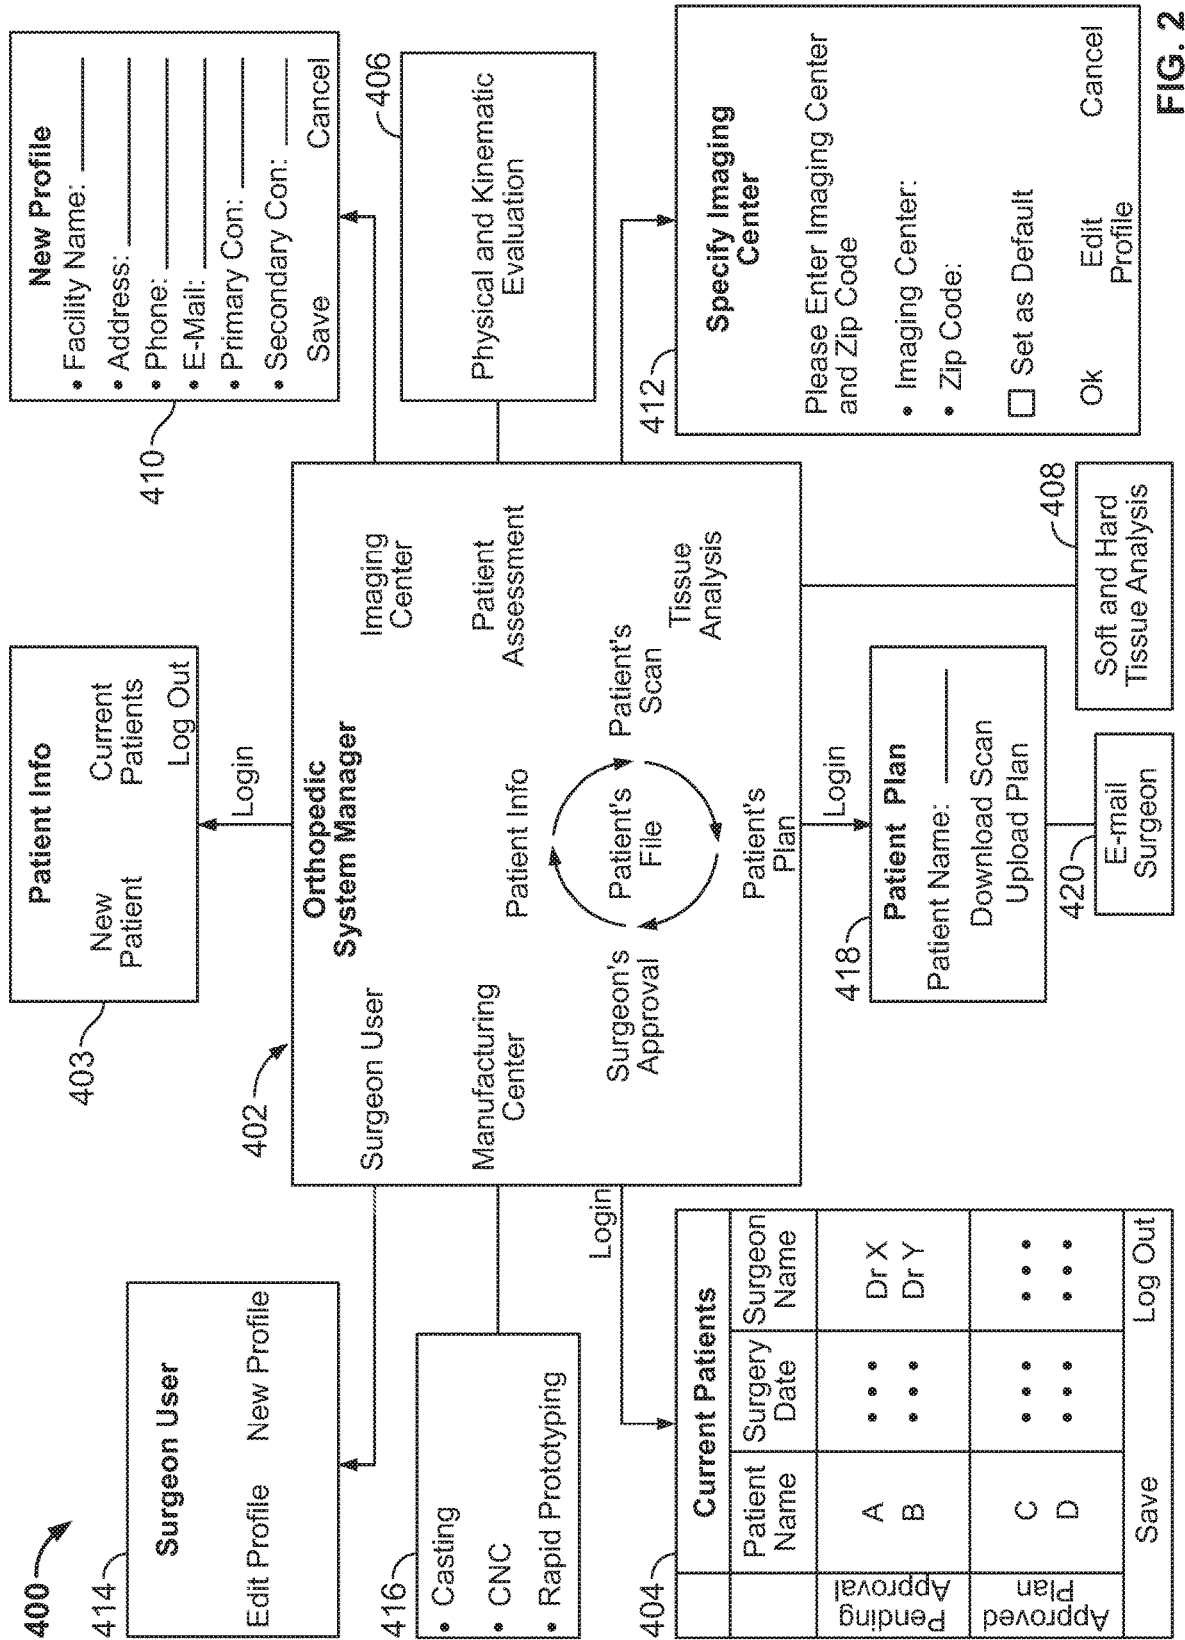 400
414
Surgeon User
Edit Profile New Profile
403
Patient Info
New
Patient
Current
Patients
Log Out
Login
410
New Profile
• Facility Name:
• Address:
• Phone:
• E-Mail:
• Primary Con:
• Secondary Con:
Save Cancel
402
Orthopedic
System Manager
Surgeon User
Imaging
Center
Manufacturing
Center
Patient Info
Patient
Assessment
Surgeon's
Approval
Patient's
File
Patient's
Scan
Tissue
Analysis
Patient's
Plan
416
• Casting
• CNC
• Rapid Prototyping
406
Physical and Kinematic
Evaluation
Login
404
Current Patients
Patient
Name
Surgery
Date
Surgeon
Name
Pending
Approval
A ••• Dr X
B ••• Dr Y
Approved
Plan
C ••• •••
D ••• •••
Save Log Out
Login
418
Patient Plan
Patient Name:
Download Scan
Upload Plan
420
E-mail
Surgeon
408
Soft and Hard
Tissue Analysis
412
Specify Imaging
Center
Please Enter Imaging Center
and Zip Code
• Imaging Center:
• Zip Code:
Set as Default
Ok
Edit
Profile
Cancel
FIG. 2